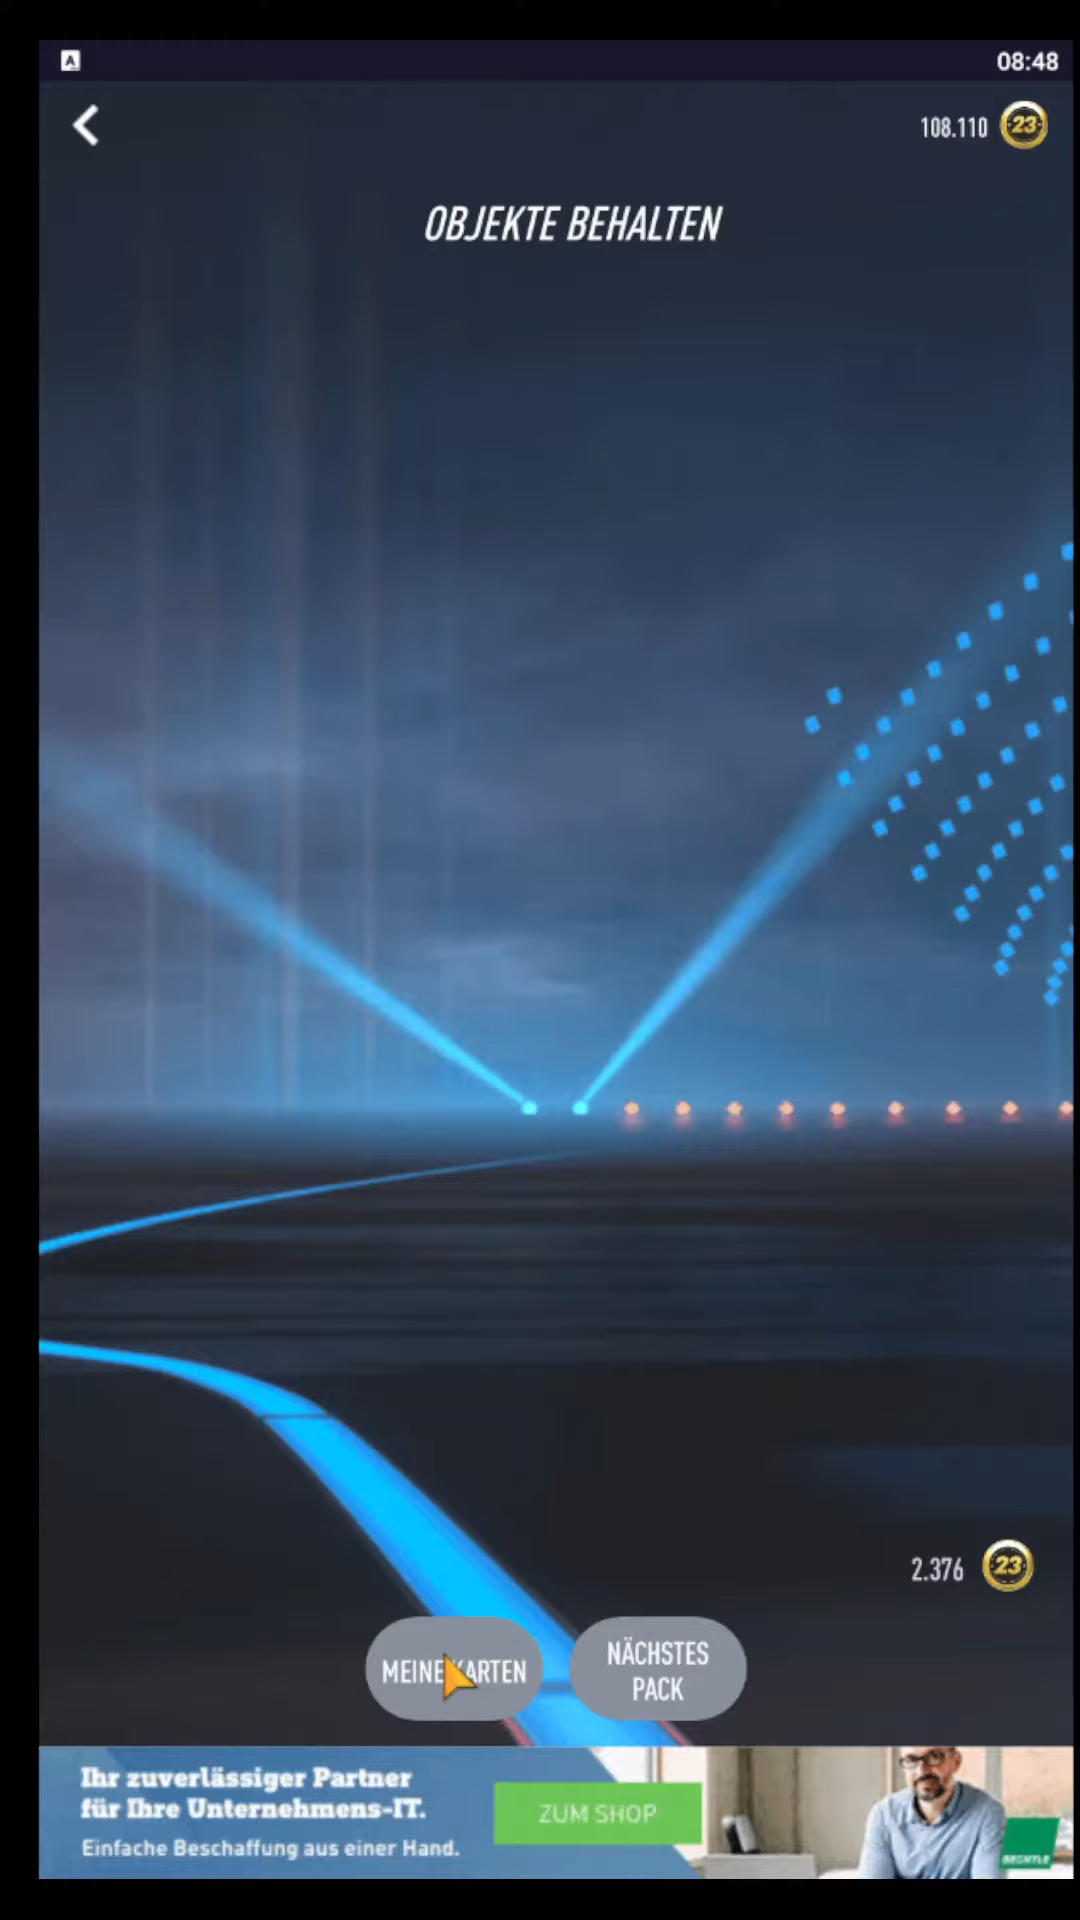 A
08:48
108.110
23
OBJEKTE BEHALTEN
2.376
23
MEINE KARTEN
NÄCHSTES
PACK
Ihr zuverlässiger Partner
für Ihre Unternehmens-IT.
Einfache Beschaffung aus einer Hand.
ZUM SHOP
BECHTLE